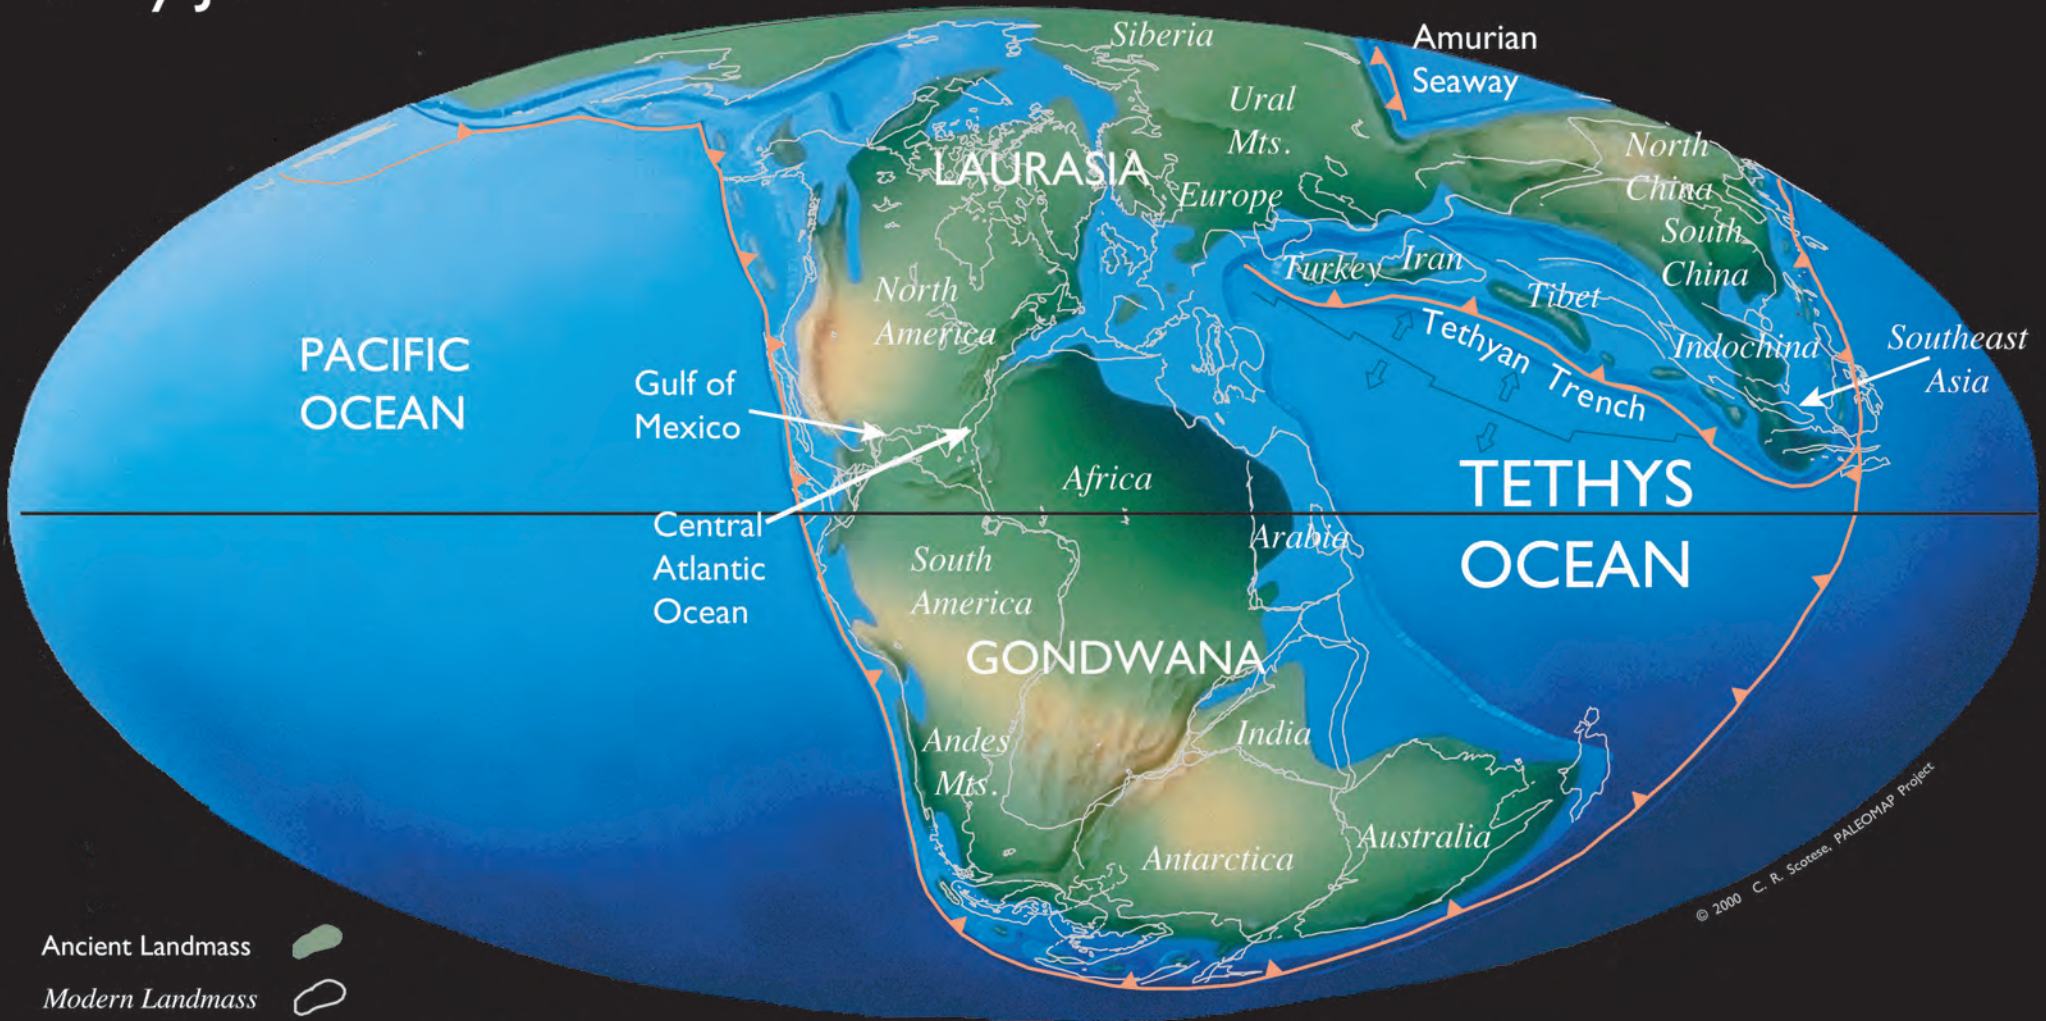 Siberia
Amurian
Seaway
Ural
Mts.
North
China
LAURASIA
Europe
South
China
Turkey
Iran
Tibet
North
America
Tethyan Trench
Indochina
Southeast
Asia
PACIFIC
OCEAN
Gulf of
Mexico
Africa
TETHYS
OCEAN
Central
Atlantic
Ocean
Arabia
South
America
GONDWANA
Andes
Mts.
India
Australia
Antarctica
© 2000 C. R. Scotese, PALEOMAP Project
Ancient Landmass
Modern Landmass